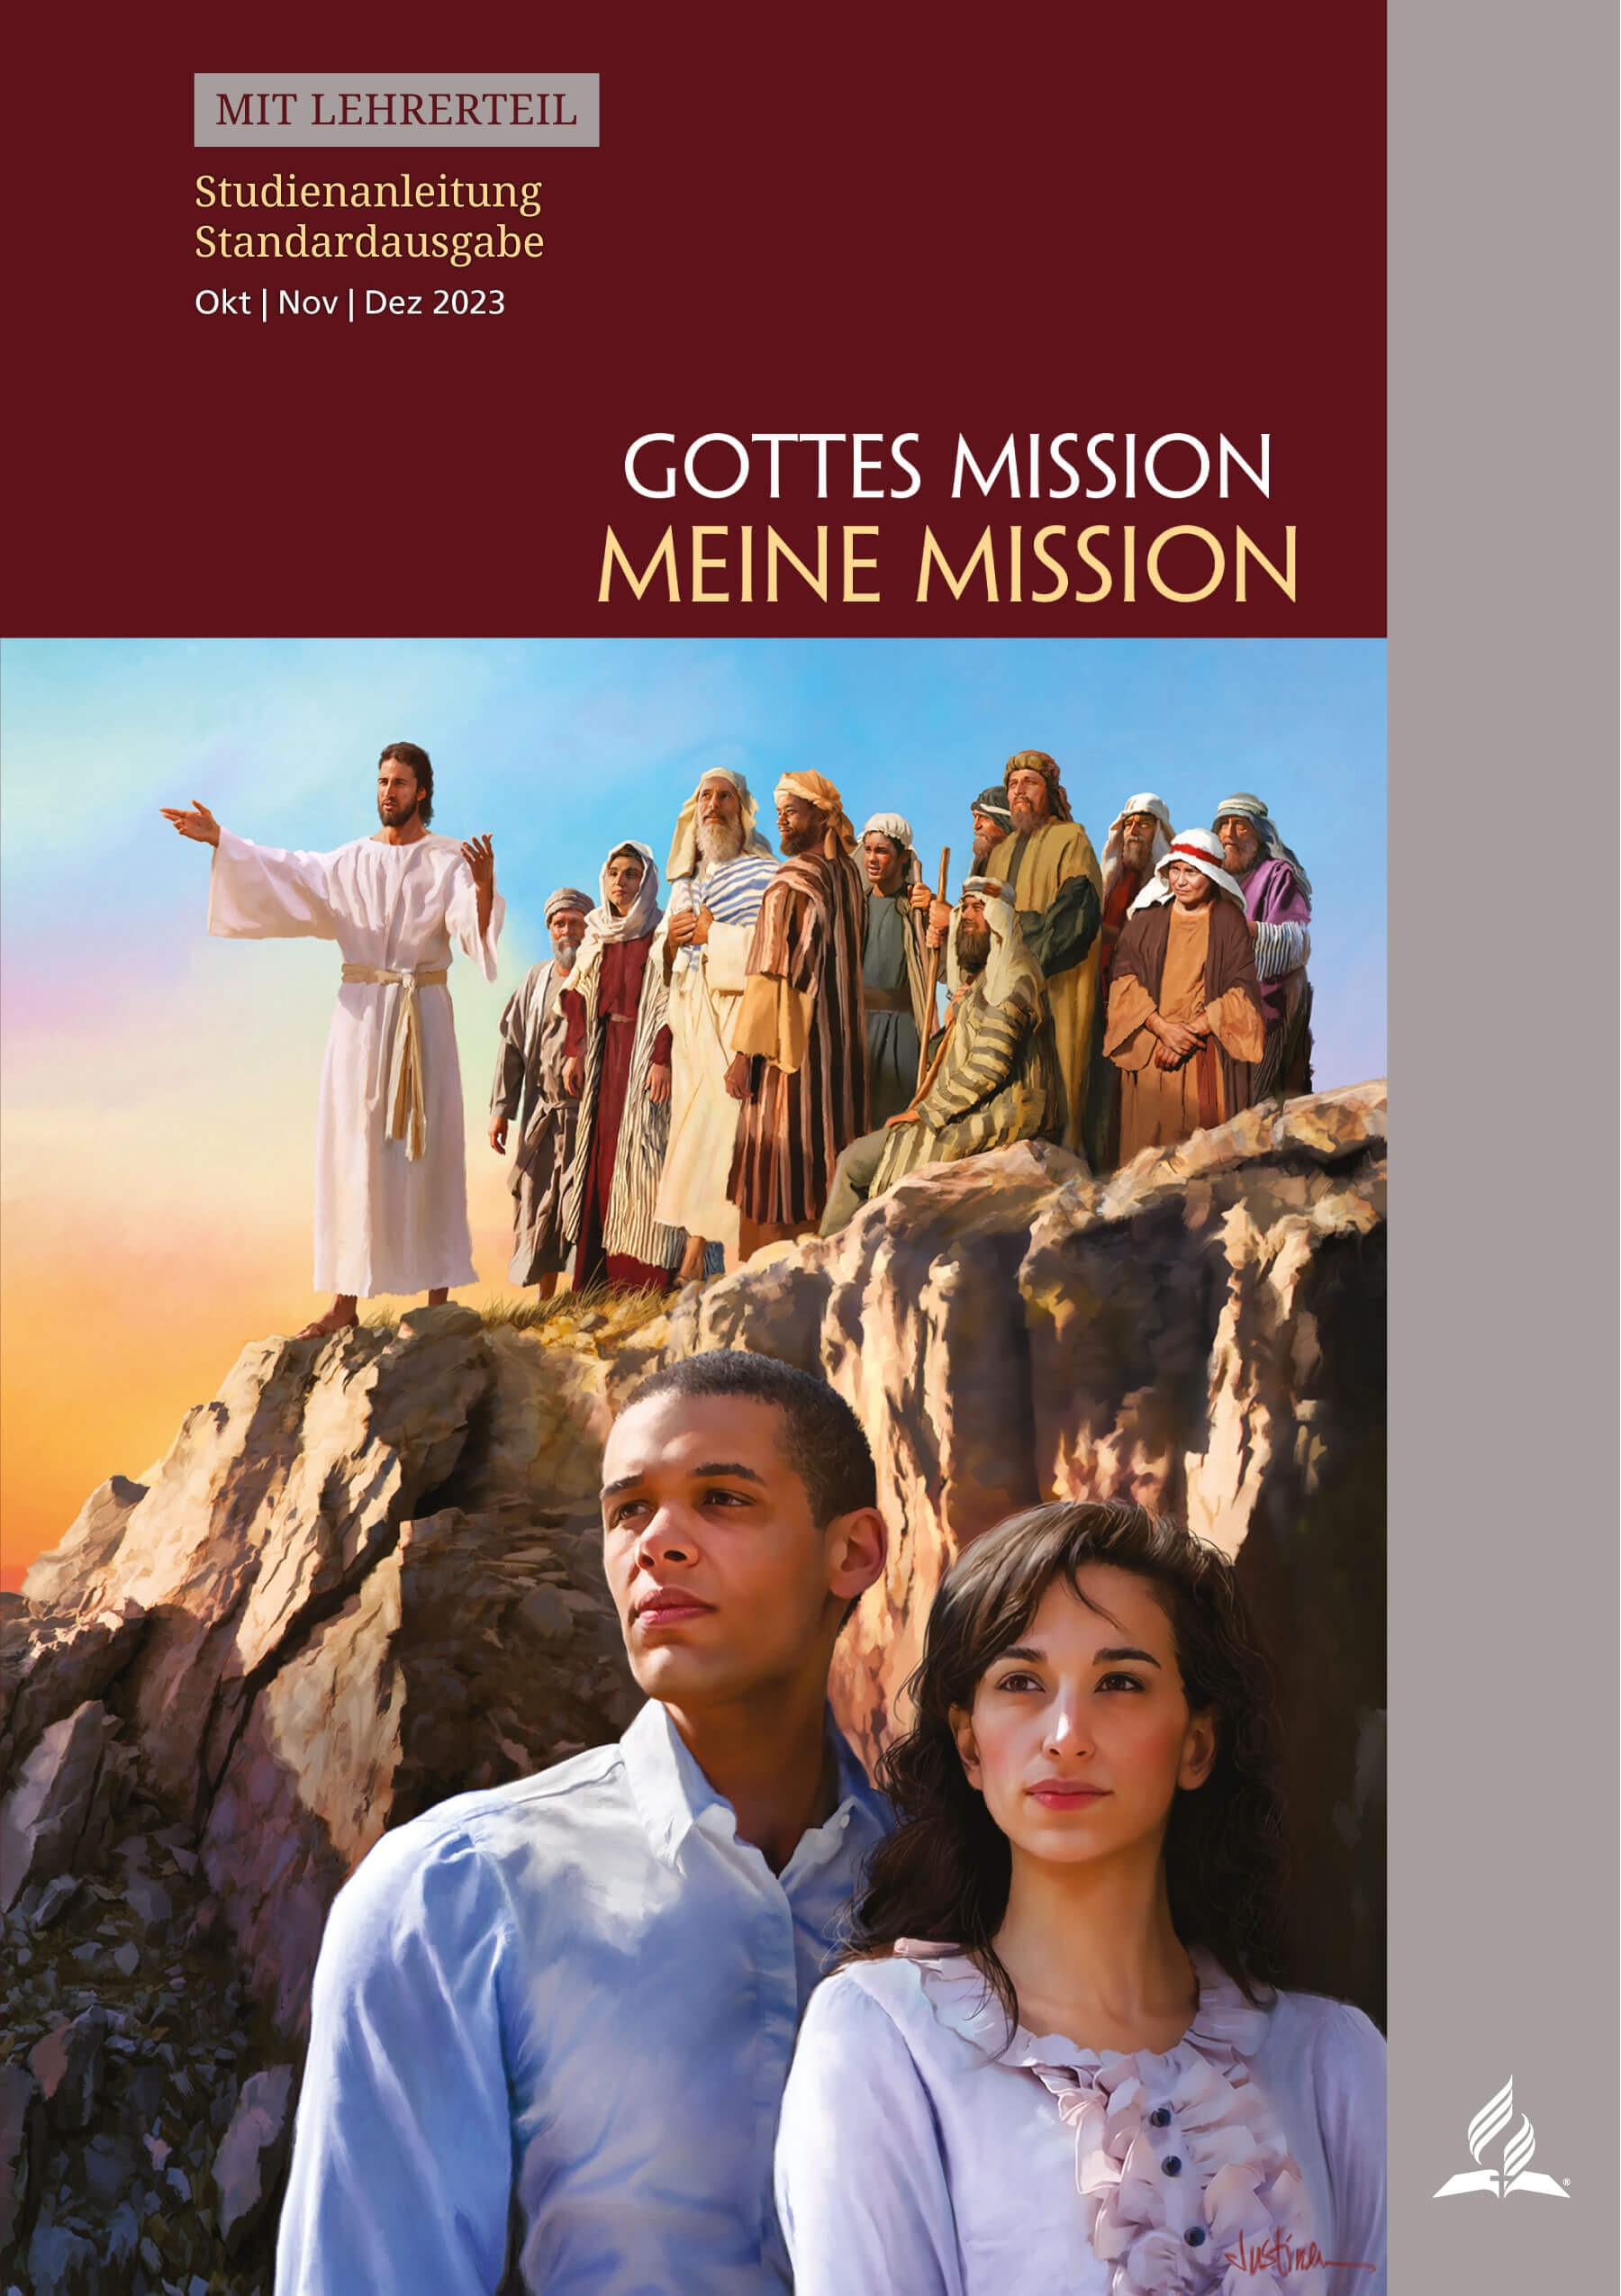 MIT LEHRERTEIL
Studienanleitung
Standardausgabe
Okt | Nov | Dez 2023
GOTTES MISSION
MEINE MISSION
®